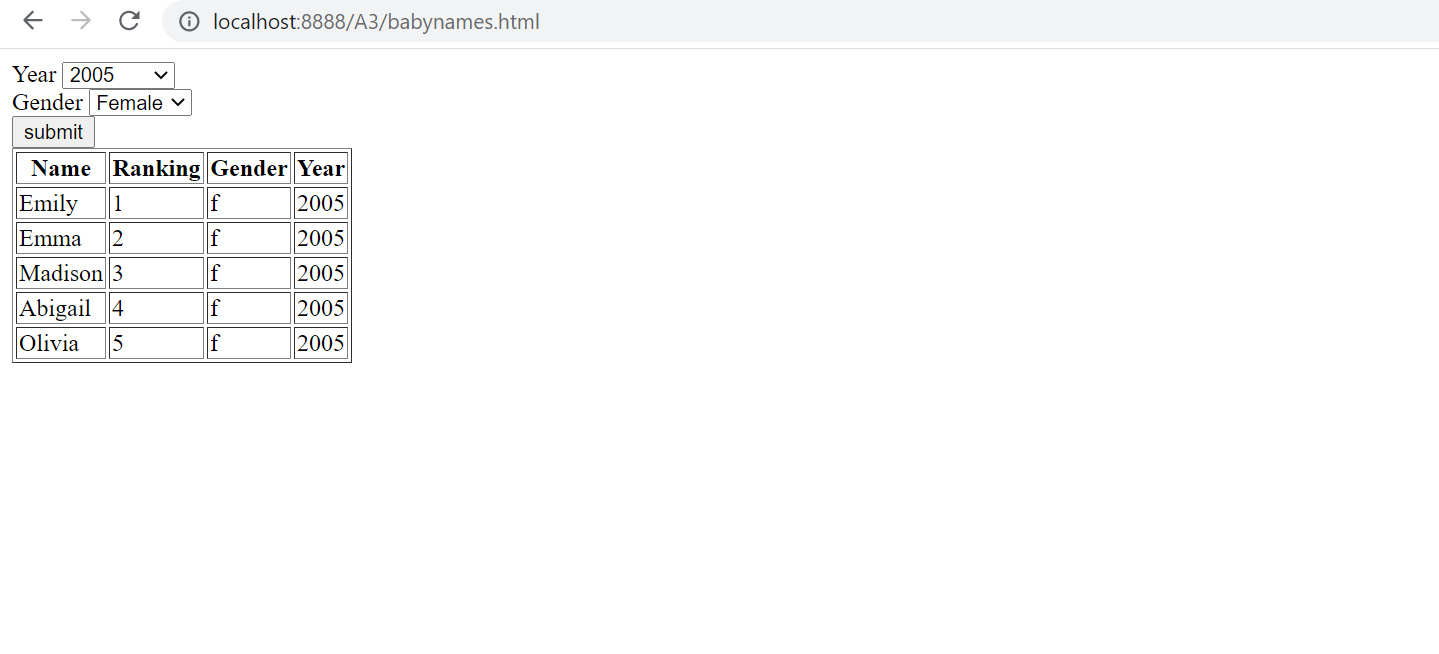 localhost:8888/A3/babynames.html
Year 2005
Gender Female
submit
Name Ranking Gender Year
Emily 1 f 2005
Emma 2 f 2005
Madison 3 f 2005
Abigail 4 f 2005
Olivia 5 f 2005